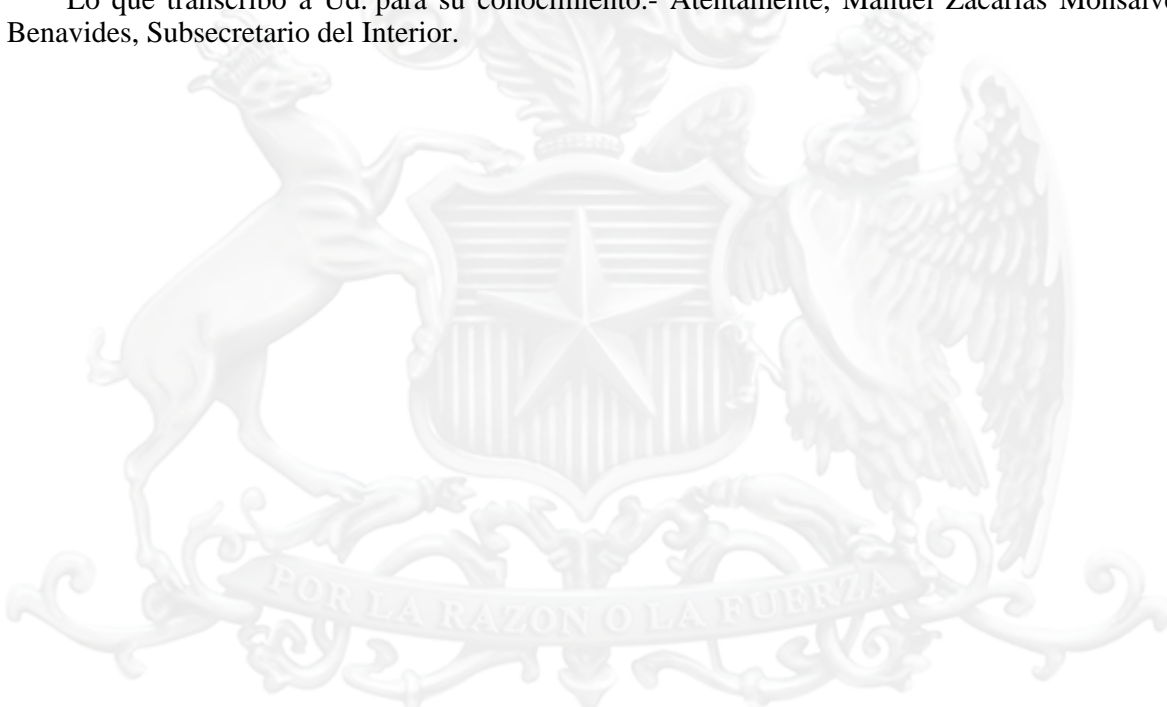 Lo que transcribo a Ud. para su conocimiento.- Atentamente, Manuel Zacarías Monsalve
Benavides, Subsecretario del Interior.
POR LA RAZON O LA FUERZA